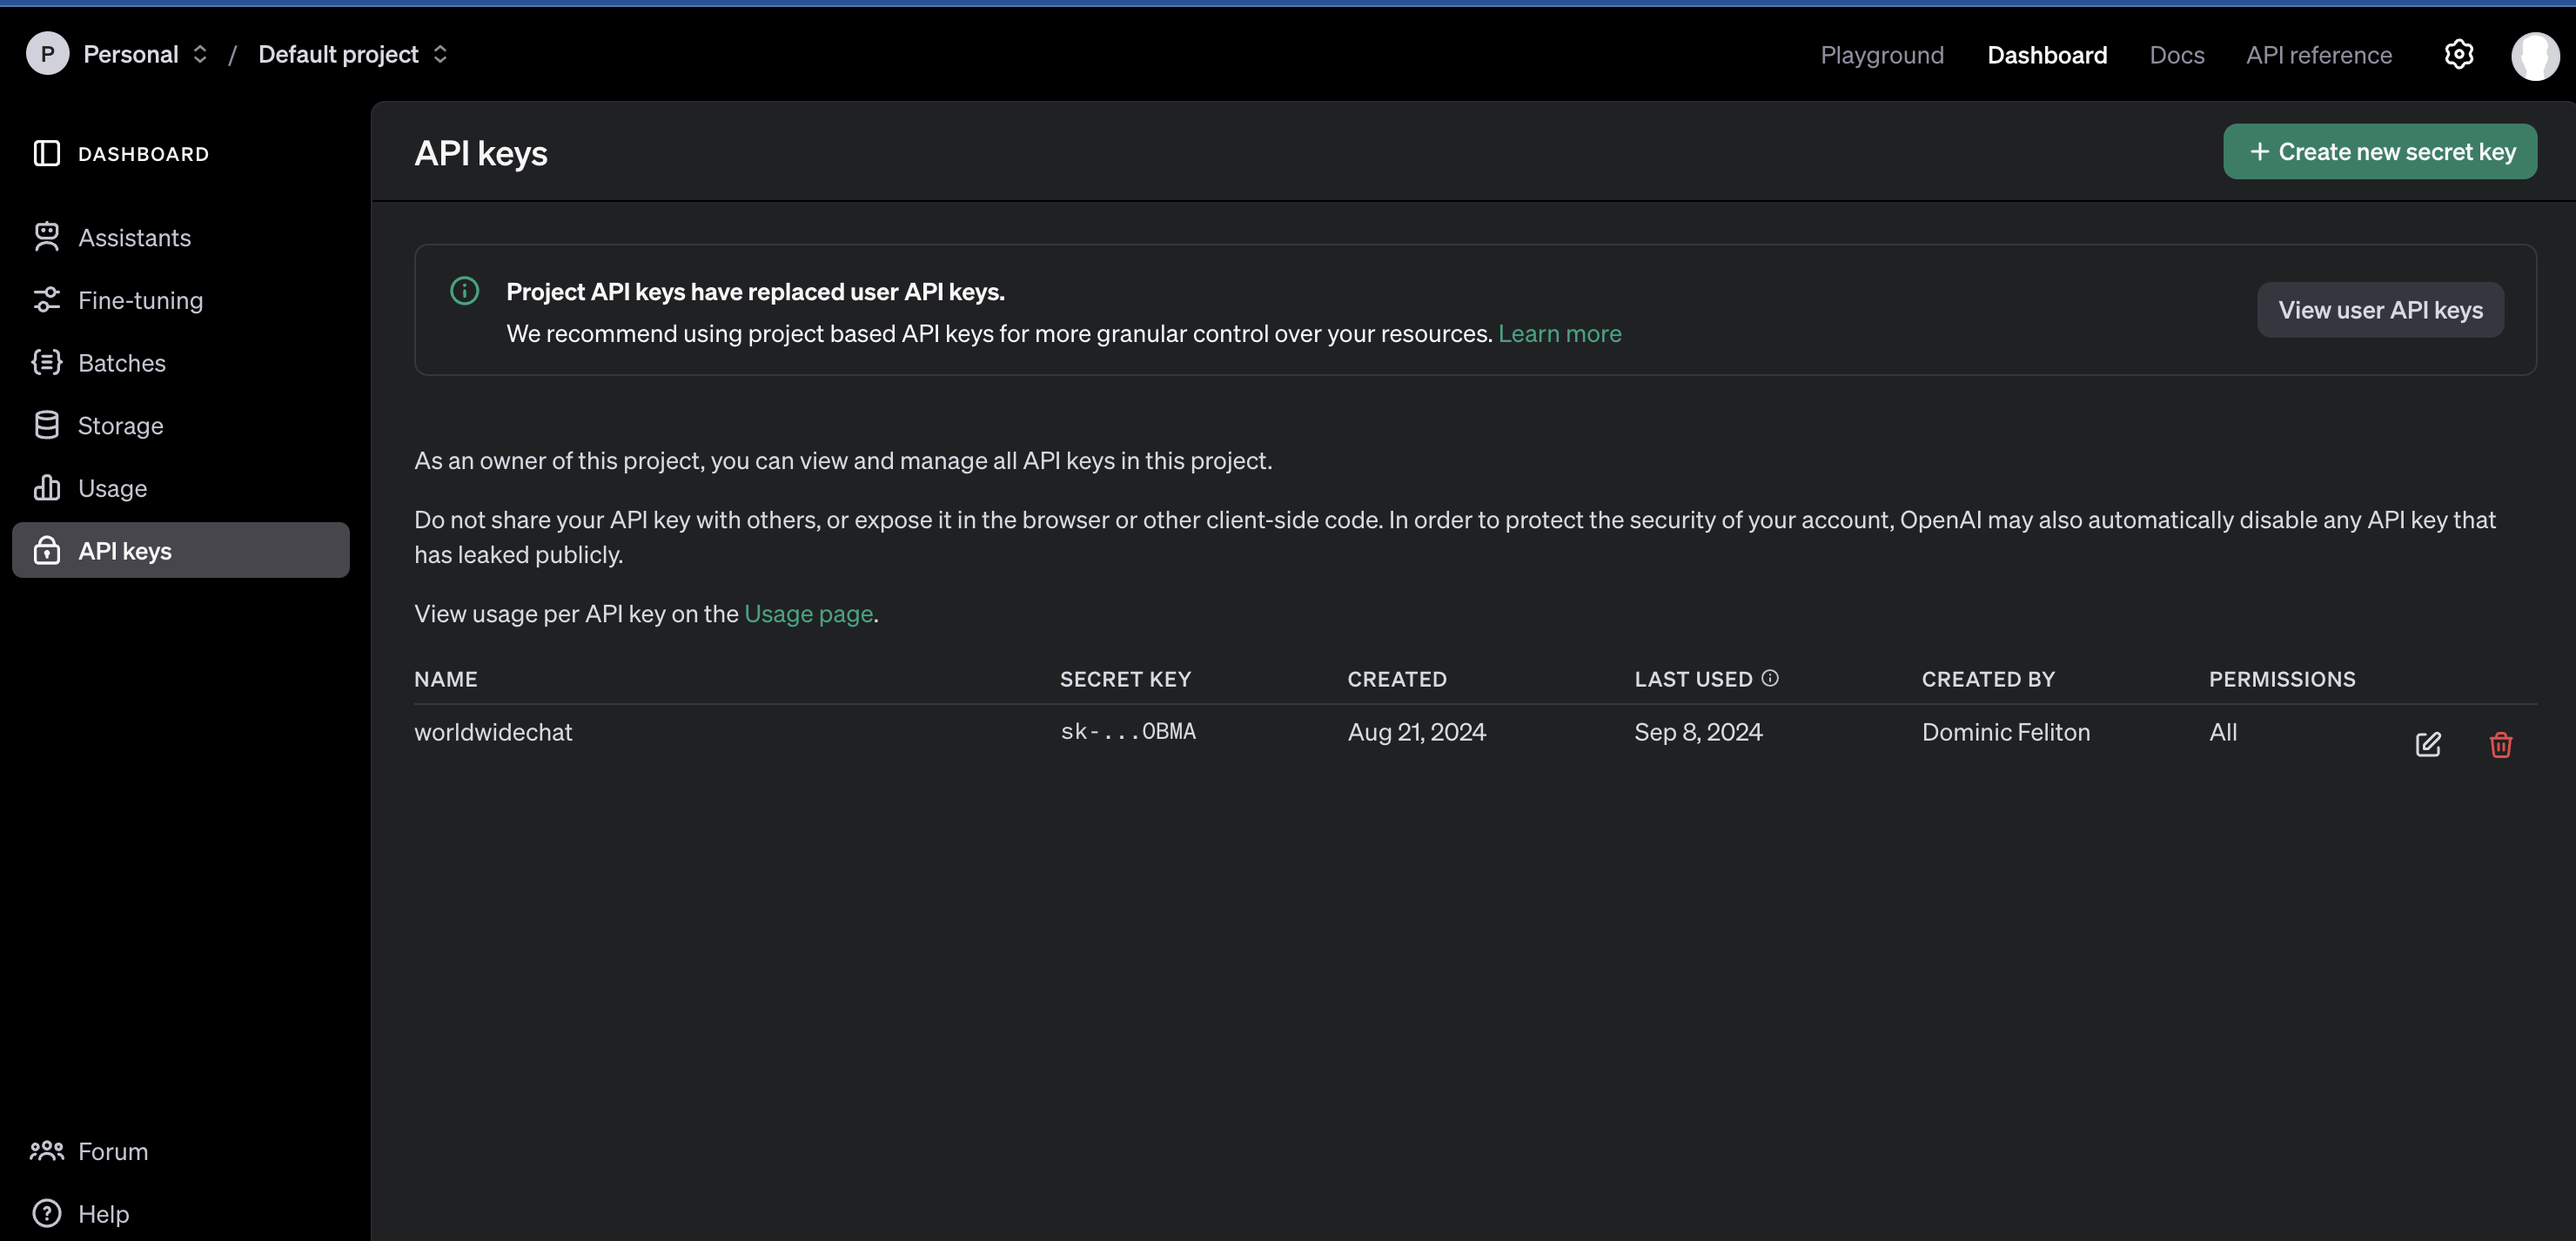 P Personal / Default project
Playground Dashboard Docs API reference
DASHBOARD
Assistants
Fine-tuning
Batches
Storage
Usage
API keys
Forum
Help
API keys
+ Create new secret key
Project API keys have replaced user API keys.
We recommend using project based API keys for more granular control over your resources. Learn more
View user API keys
As an owner of this project, you can view and manage all API keys in this project.
Do not share your API key with others, or expose it in the browser or other client-side code. In order to protect the security of your account, OpenAI may also automatically disable any API key that
has leaked publicly.
View usage per API key on the Usage page.
NAME SECRET KEY CREATED LAST USED CREATED BY PERMISSIONS
worldwidechat sk-...OBMA Aug 21, 2024 Sep 8, 2024 Dominic Feliton All